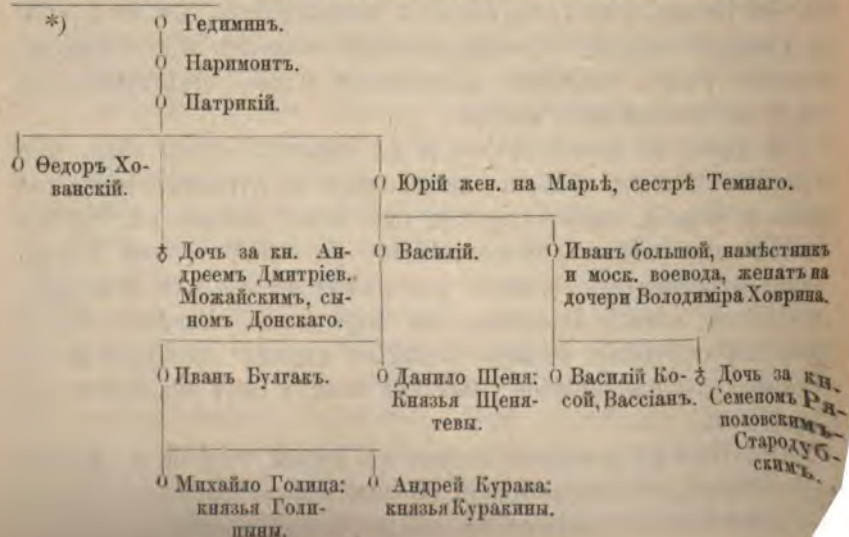 *) Гедиминъ.
Наримонтъ.
Патрикій.
Ѳедоръ Хо-
ванскій.
Юрій жен. на Марьѣ, сестрѣ Темнаго.
Дочь за кн. Ан-
дреемъ Дмитріев.
Можайскимъ, сы-
номъ Донскаго.
Василій.
Иванъ большой, намѣстникъ
и моск. воевода, женатъ на
дочери Володиміра Ховрина.
Иванъ Булгакъ.
Данило Щеня:
Князья Щеня-
тевы.
Василій Ко-
сой, Вассіанъ.
Дочь за кн.
Семеномъ Ря-
половскимъ-
Стародуб-
скимъ.
Михайло Голица:
князья Голи-
цыны.
Андрей Курака:
князья Куракины.